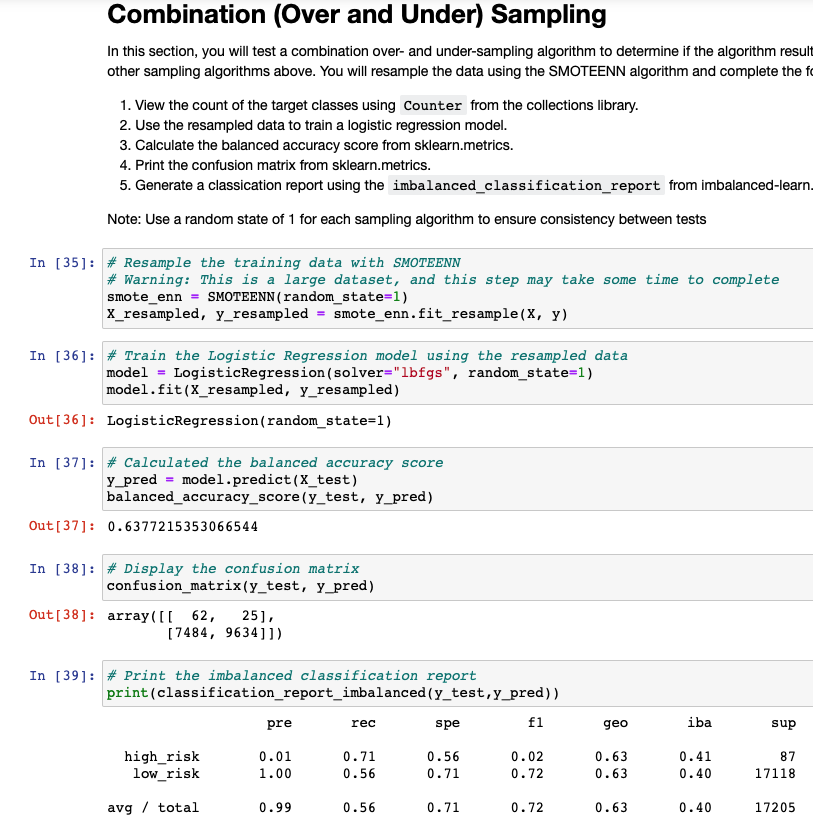 Combination (Over and Under) Sampling
In this section, you will test a combination over- and under-sampling algorithm to determine if the algorithm result
other sampling algorithms above. You will resample the data using the SMOTEENN algorithm and complete the fo
1. View the count of the target classes using Counter from the collections library.
2. Use the resampled data to train a logistic regression model.
3. Calculate the balanced accuracy score from sklearn.metrics.
4. Print the confusion matrix from sklearn.metrics.
5. Generate a classication report using the imbalanced_classification_report from imbalanced-learn.
Note: Use a random state of 1 for each sampling algorithm to ensure consistency between tests
In [35]: # Resample the training data with SMOTEENN
# Warning: This is a large dataset, and this step may take some time to complete
smote_enn = SMOTEENN(random_state=1)
X_resampled, y_resampled = smote_enn.fit_resample(X, y)
In [36]: # Train the Logistic Regression model using the resampled data
model = LogisticRegression(solver="lbfgs", random_state=1)
model.fit(X_resampled, y_resampled)
Out[36]: LogisticRegression(random_state=1)
In [37]: # Calculated the balanced accuracy score
y_pred = model.predict(X_test)
balanced_accuracy_score(y_test, y_pred)
Out[37]: 0.6377215353066544
In [38]: # Display the confusion matrix
confusion_matrix(y_test, y_pred)
Out[38]: array([[ 62, 25],
[7484, 9634]])
In [39]: # Print the imbalanced classification report
print(classification_report_imbalanced(y_test,y_pred))
pre rec spe f1 geo iba sup
high_risk 0.01 0.71 0.56 0.02 0.63 0.41 87
low_risk 1.00 0.56 0.71 0.72 0.63 0.40 17118
avg / total 0.99 0.56 0.71 0.72 0.63 0.40 17205